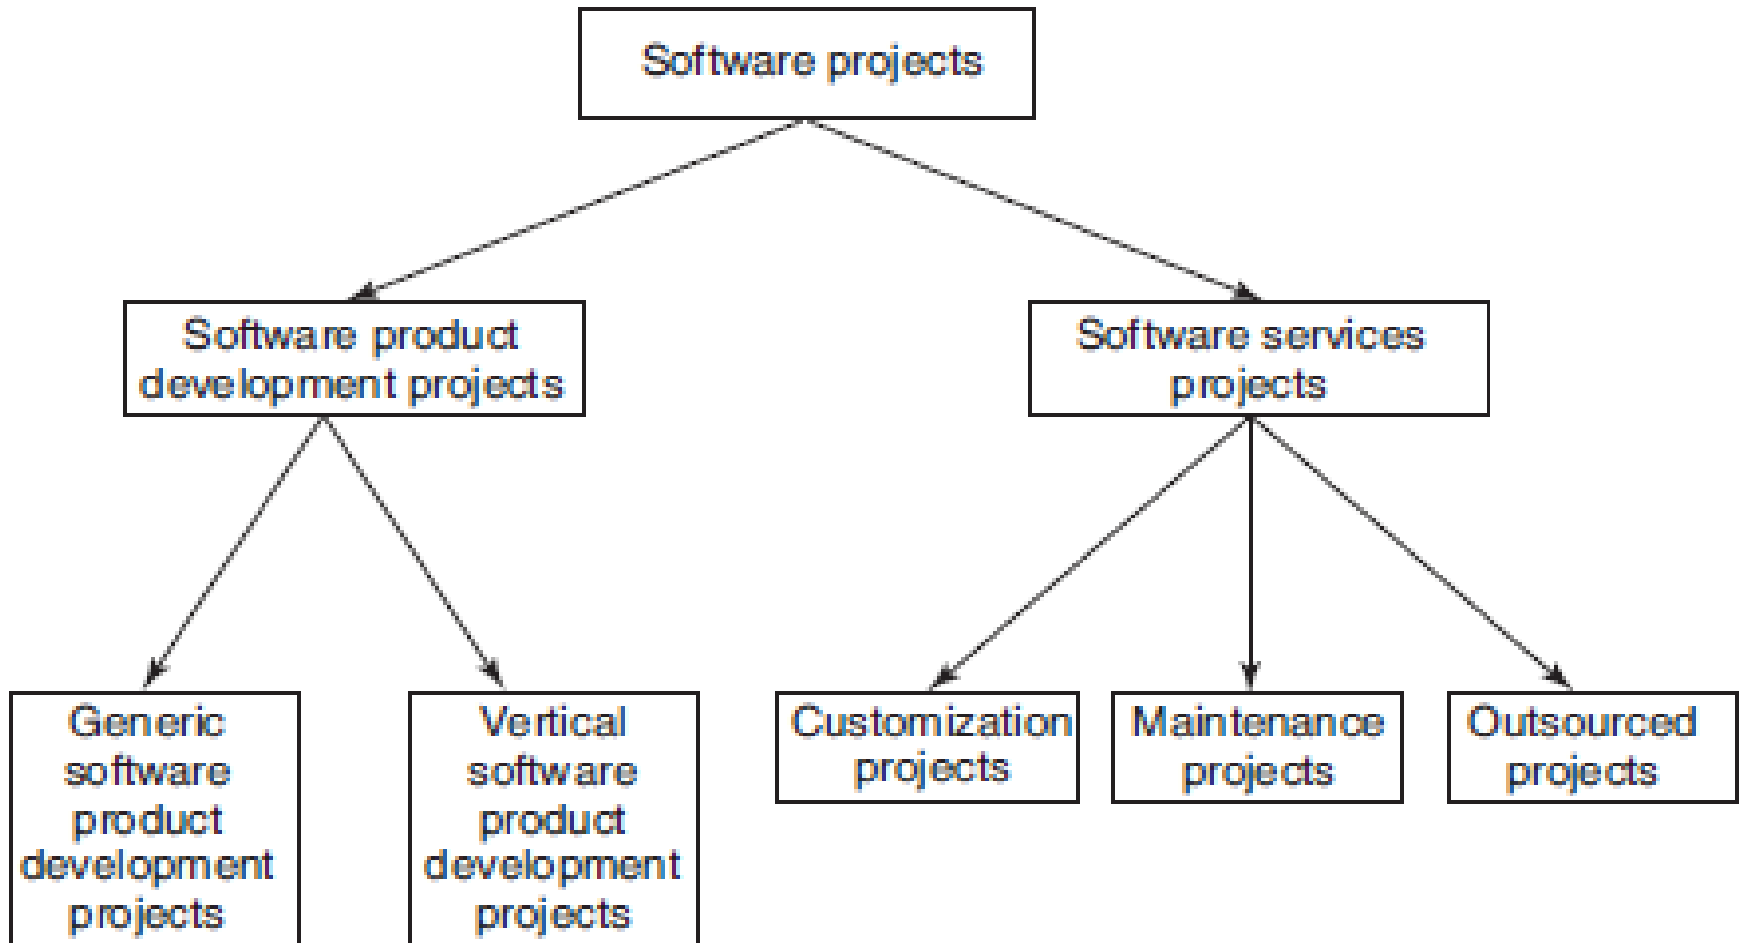 Software projects
Software product
development projects
Software services
projects
Generic
software
product
development
projects
Vertical
software
product
development
projects
Customization
projects
Maintenance
projects
Outsourced
projects